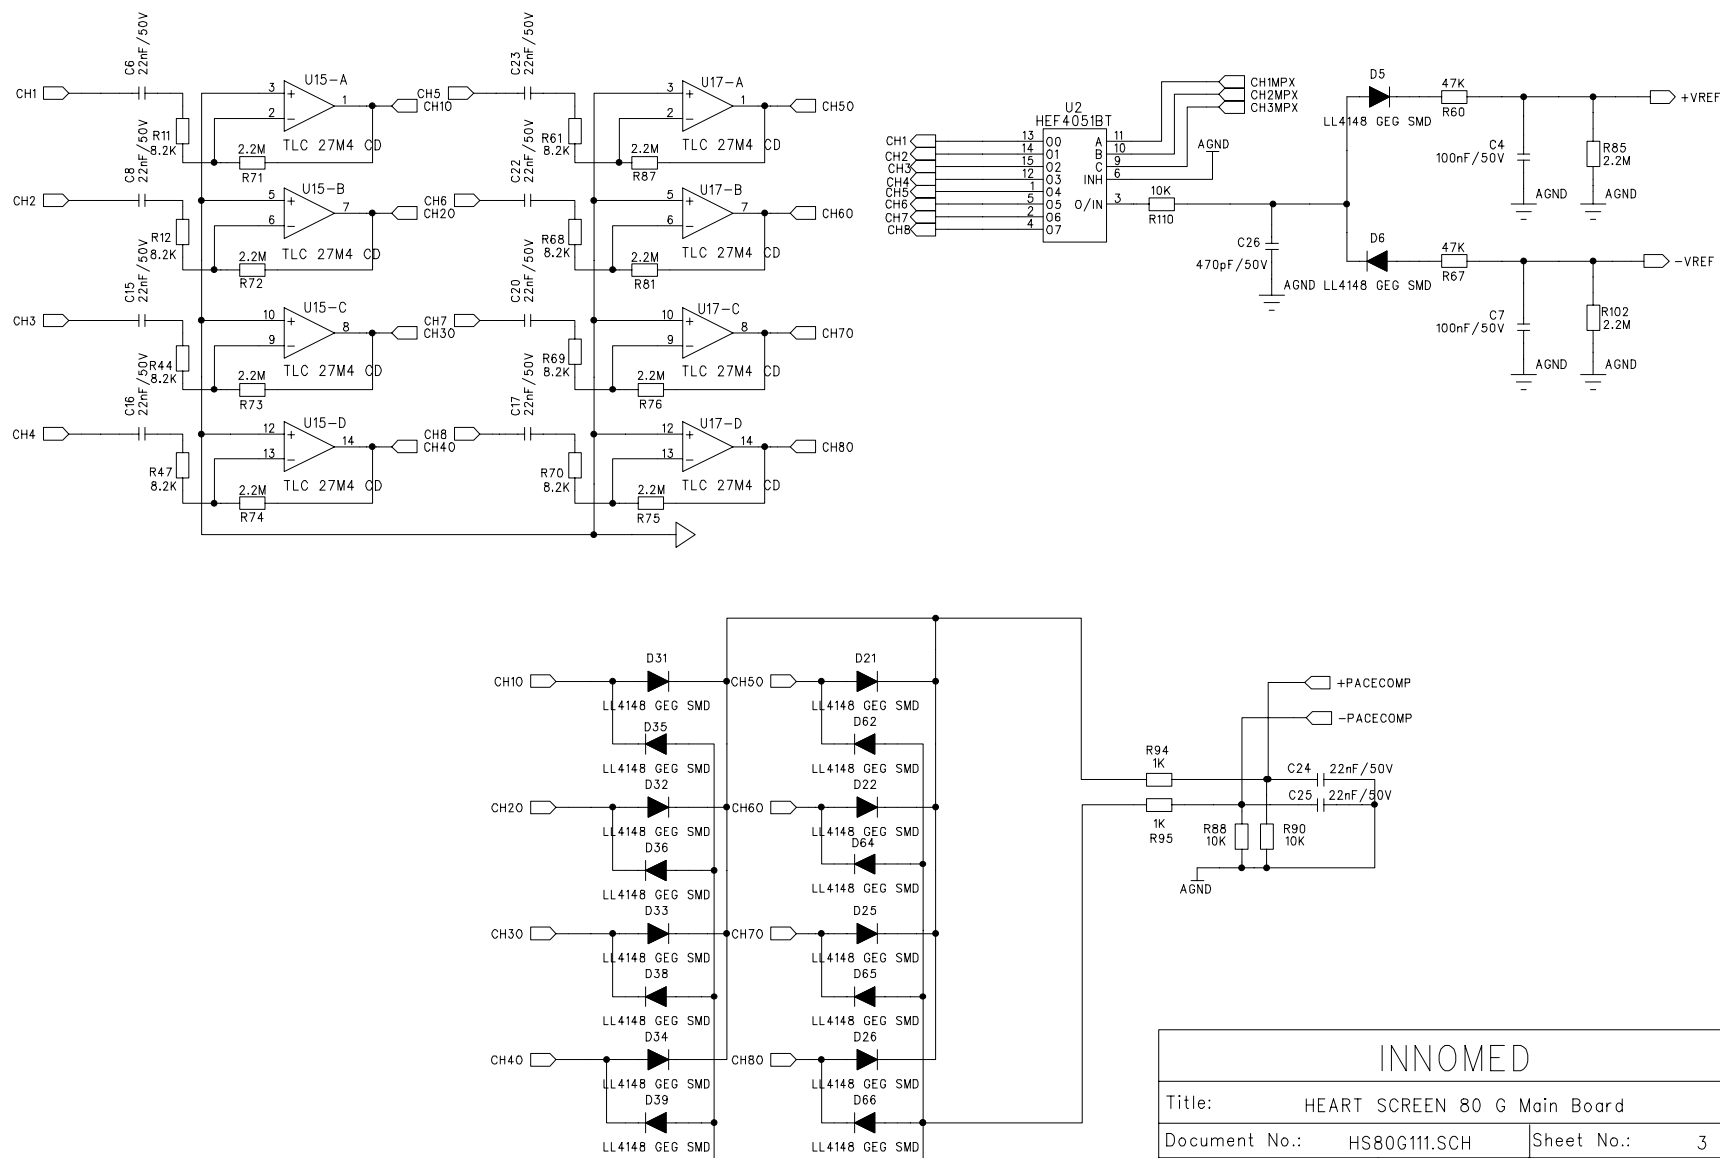 C6
22nF/50V
CH1
3
2
1
U15-A
TLC 27M4 CD
CH10
R11
8.2K
2.2M
R71
C8
22nF/50V
CH2
5
6
7
U15-B
TLC 27M4 CD
CH20
R12
8.2K
2.2M
R72
C15
22nF/50V
CH3
10
9
8
U15-C
TLC 27M4 CD
CH30
R44
8.2K
2.2M
R73
C16
22nF/50V
CH4
12
13
14
U15-D
TLC 27M4 CD
CH40
R47
8.2K
2.2M
R74
C23
22nF/50V
CH5
3
2
1
U17-A
TLC 27M4 CD
CH50
R61
8.2K
2.2M
R87
C22
22nF/50V
CH6
5
6
7
U17-B
TLC 27M4 CD
CH60
R68
8.2K
2.2M
R81
C20
22nF/50V
CH7
10
9
8
U17-C
TLC 27M4 CD
CH70
R69
8.2K
2.2M
R76
C17
22nF/50V
CH8
12
13
14
U17-D
TLC 27M4 CD
CH80
R70
8.2K
2.2M
R75
U2
HEF4051BT
CH1 13 O0
CH2 14 O1
CH3 15 O2
CH4 12 O3
CH5 1 O4
CH6 5 O5
CH7 2 O6
CH8 4 O7
A 11
B 10
C 9
INH 6
O/IN 3
CH1MPX
CH2MPX
CH3MPX
AGND
10K
R110
C26
470pF/50V
AGND
D5
LL4148 GEG SMD
47K
R60
C4
100nF/50V
AGND
R85
2.2M
AGND
+VREF
D6
LL4148 GEG SMD
47K
R67
C7
100nF/50V
AGND
R102
2.2M
AGND
-VREF
CH10
D31
LL4148 GEG SMD
D35
LL4148 GEG SMD
CH20
D32
LL4148 GEG SMD
D36
LL4148 GEG SMD
CH30
D33
LL4148 GEG SMD
D38
LL4148 GEG SMD
CH40
D34
LL4148 GEG SMD
D39
LL4148 GEG SMD
CH50
D21
LL4148 GEG SMD
D62
LL4148 GEG SMD
CH60
D22
LL4148 GEG SMD
D64
LL4148 GEG SMD
CH70
D25
LL4148 GEG SMD
D65
LL4148 GEG SMD
CH80
D26
LL4148 GEG SMD
D66
LL4148 GEG SMD
+PACECOMP
-PACECOMP
R94
1K
C24 22nF/50V
C25 22nF/50V
1K
R95
R88
10K
R90
10K
AGND
INNOMED
Title: HEART SCREEN 80 G Main Board
Document No.: HS80G111.SCH Sheet No.: 3